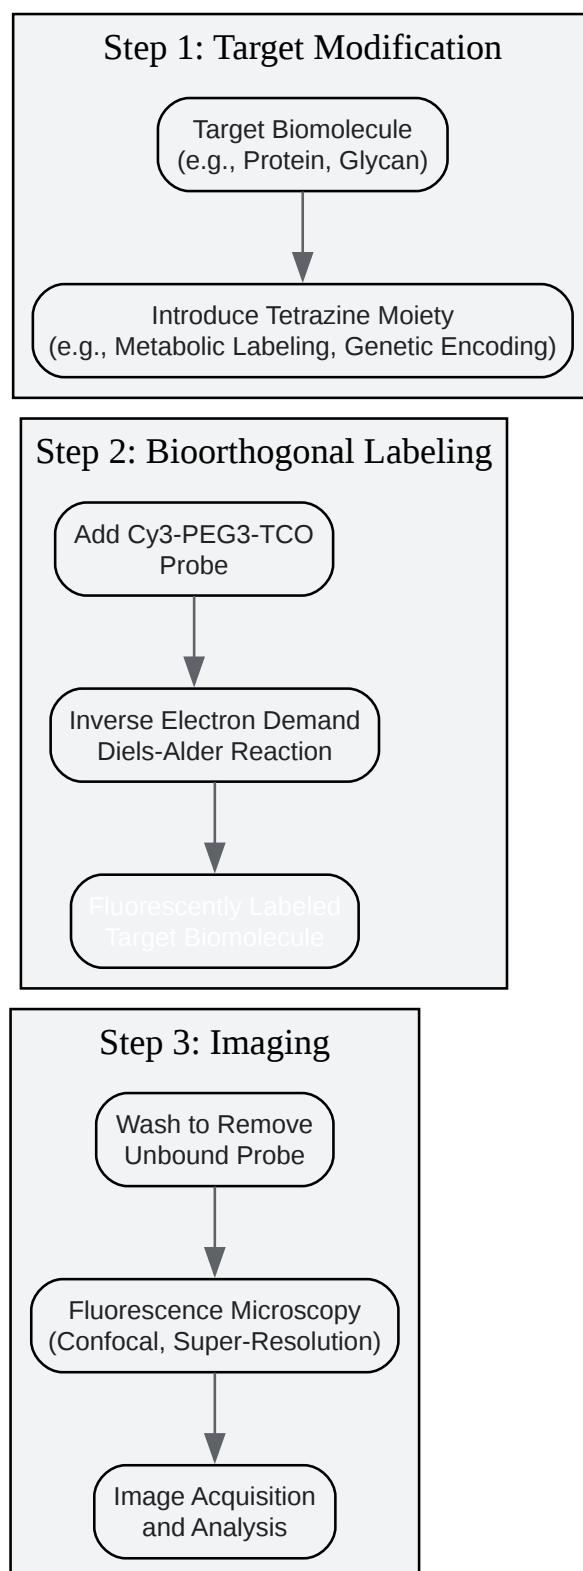 Step 1: Target Modification
Target Biomolecule
(e.g., Protein, Glycan)
Introduce Tetrazine Moiety
(e.g., Metabolic Labeling, Genetic Encoding)
Step 2: Bioorthogonal Labeling
Add Cy3-PEG3-TCO
Probe
Inverse Electron Demand
Diels-Alder Reaction
Fluorescently Labeled
Target Biomolecule
Step 3: Imaging
Wash to Remove
Unbound Probe
Fluorescence Microscopy
(Confocal, Super-Resolution)
Image Acquisition
and Analysis